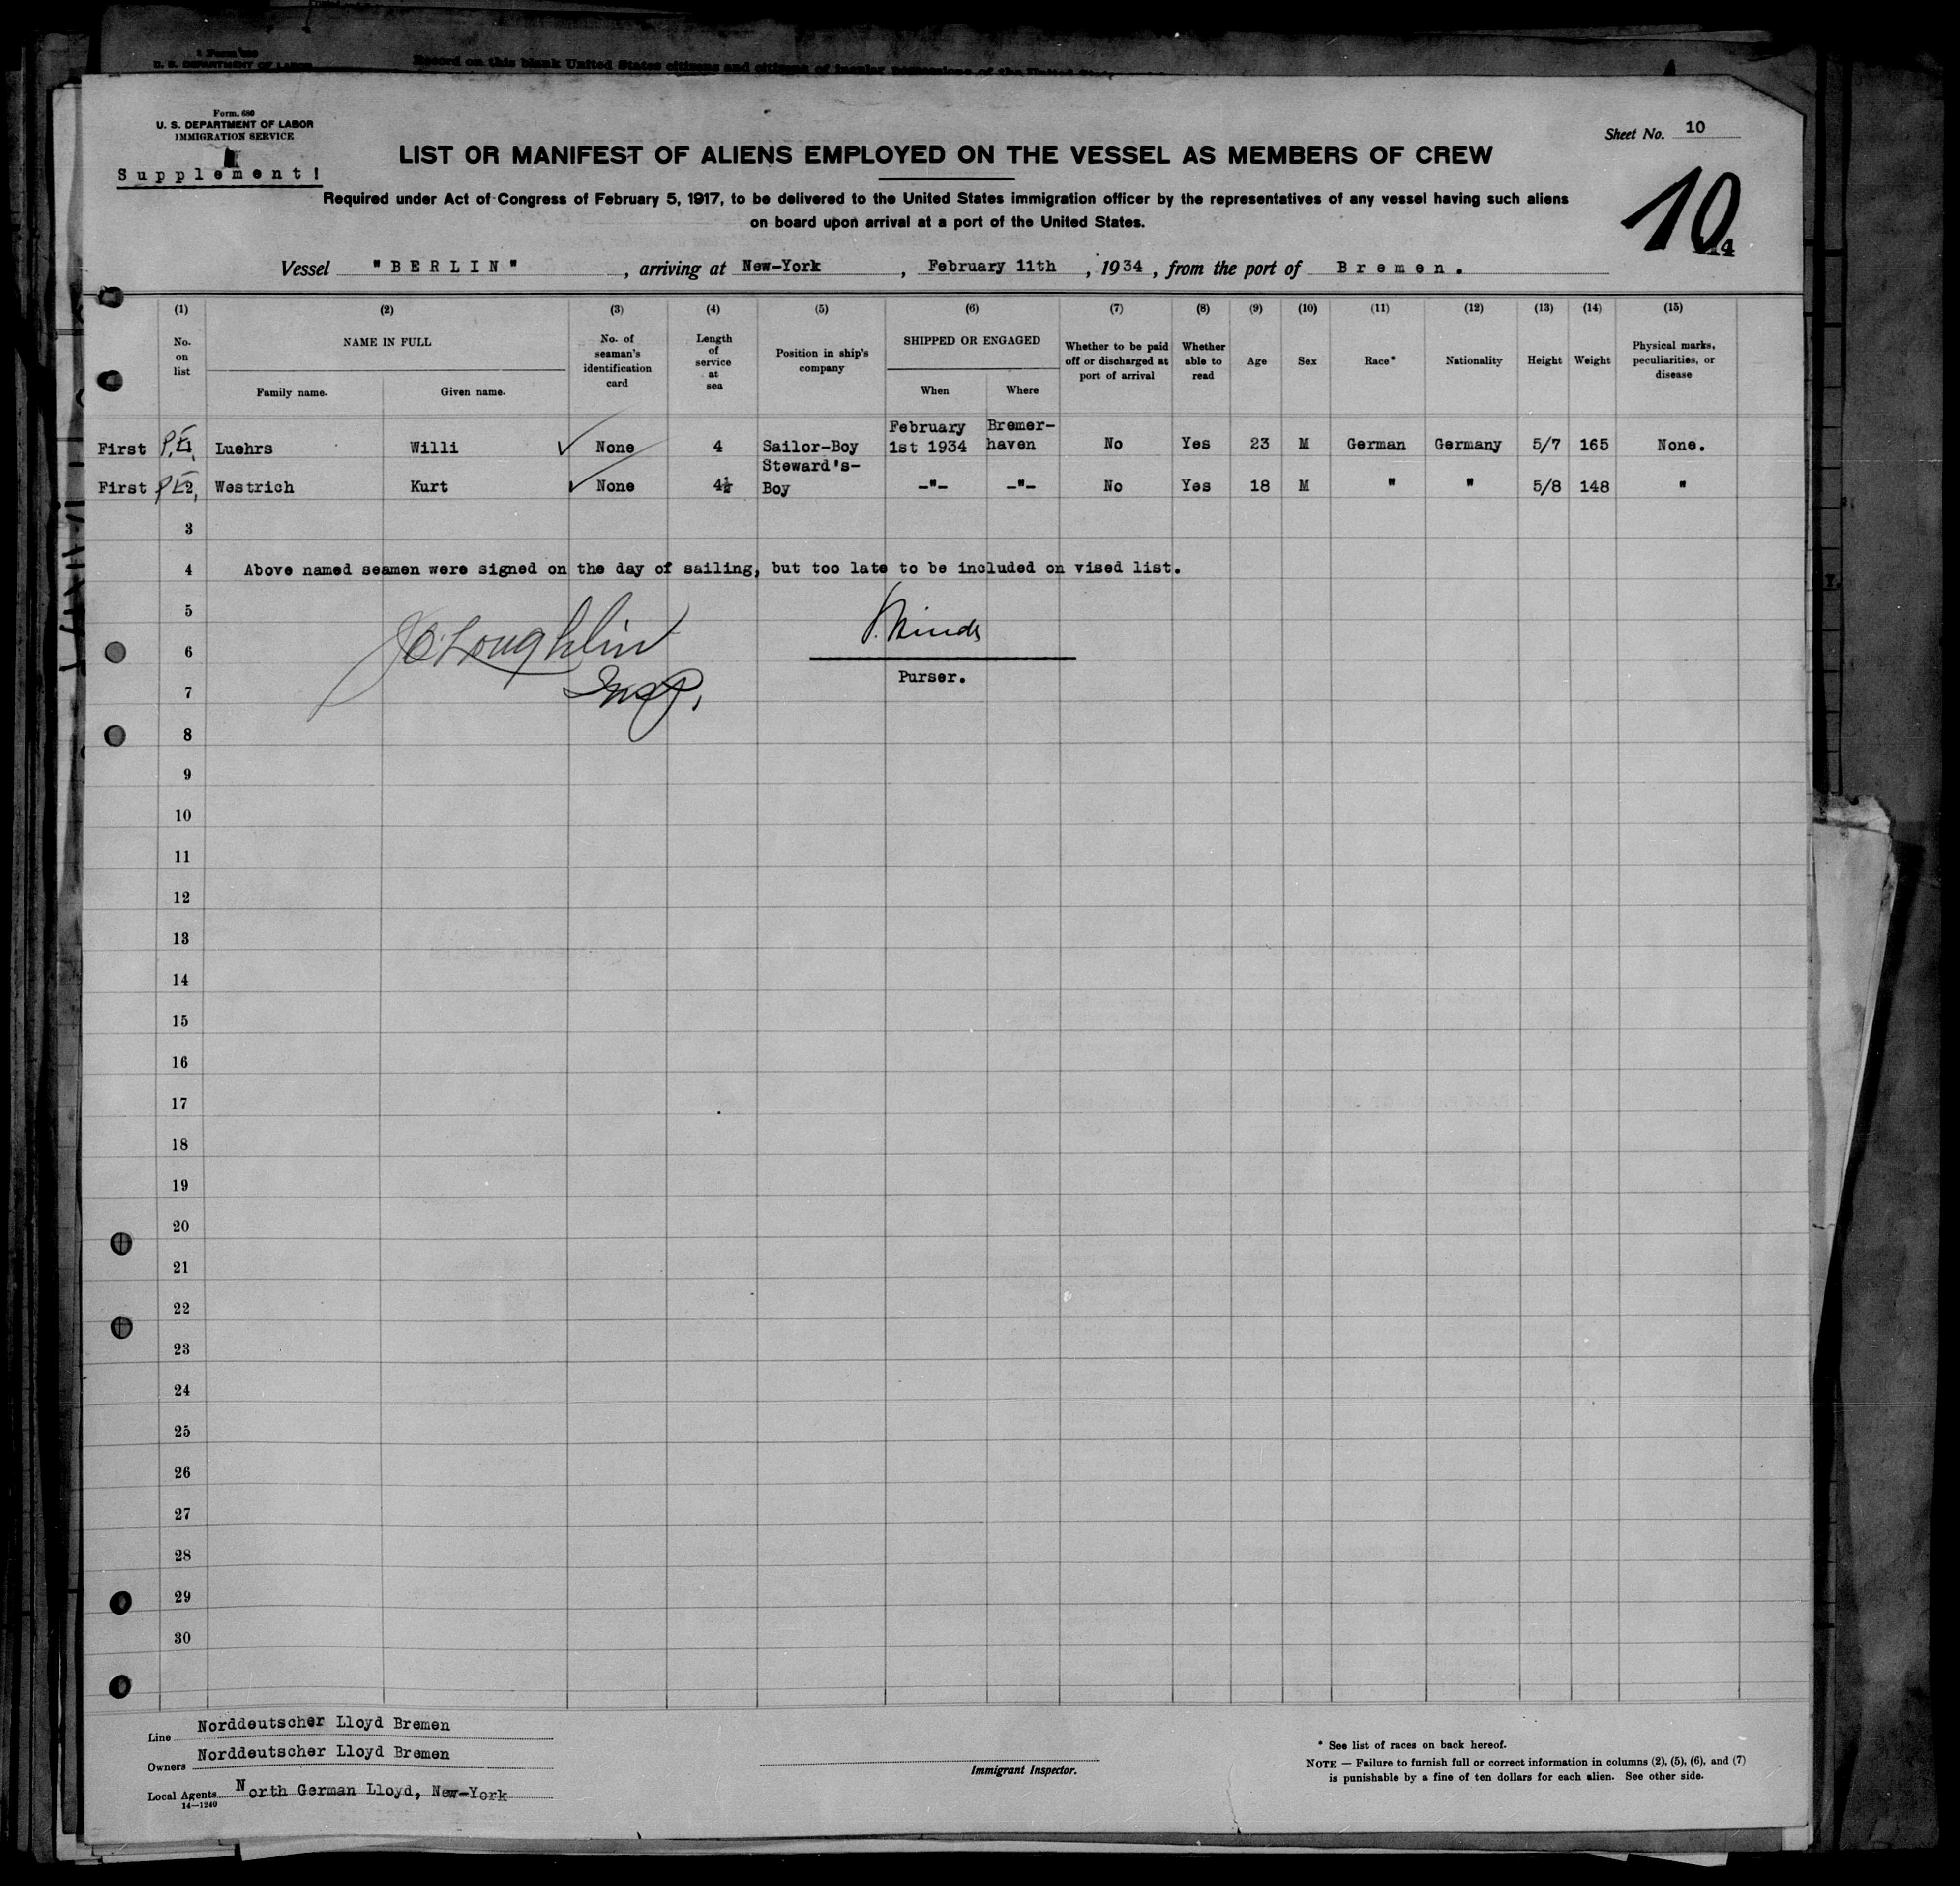 Form. 680
U. S. DEPARTMENT OF LABOR
IMMIGRATION SERVICE
Supplement!
Sheet No. 10
LIST OR MANIFEST OF ALIENS EMPLOYED ON THE VESSEL AS MEMBERS OF CREW
Required under Act of Congress of February 5, 1917, to be delivered to the United States immigration officer by the representatives of any vessel having such aliens
on board upon arrival at a port of the United States.
10
Vessel "BERLIN", arriving at New-York, February 11th, 1934, from the port of Bremen.
(1) (2) (3) (4) (5) (6) (7) (8) (9) (10) (11) (12) (13) (14) (15)
No. on list
NAME IN FULL
Family name. Given name.
No. of seaman's identification card
Length of service at sea
Position in ship's company
SHIPPED OR ENGAGED
When Where
Whether to be paid off or discharged at port of arrival
Whether able to read
Age
Sex
Race*
Nationality
Height
Weight
Physical marks, peculiarities, or disease
First 1 Luehrs Willi None 4 Sailor-Boy February 1st 1934 Bremer-haven No Yes 23 M German Germany 5/7 165 None.
First 2 Westrich Kurt None 4½ Steward's-Boy -"- -"- No Yes 18 M " " 5/8 148 "
3
4 Above named seamen were signed on the day of sailing, but too late to be included on vised list.
5
6
7
JO'Loughlin
Insp.
Purser.
8
9
10
11
12
13
14
15
16
17
18
19
20
21
22
23
24
25
26
27
28
29
30
Line Norddeutscher Lloyd Bremen
Owners Norddeutscher Lloyd Bremen
Local Agents North German Lloyd, New-York
14—1240
Immigrant Inspector.
* See list of races on back hereof.
NOTE — Failure to furnish full or correct information in columns (2), (5), (6), and (7)
is punishable by a fine of ten dollars for each alien. See other side.